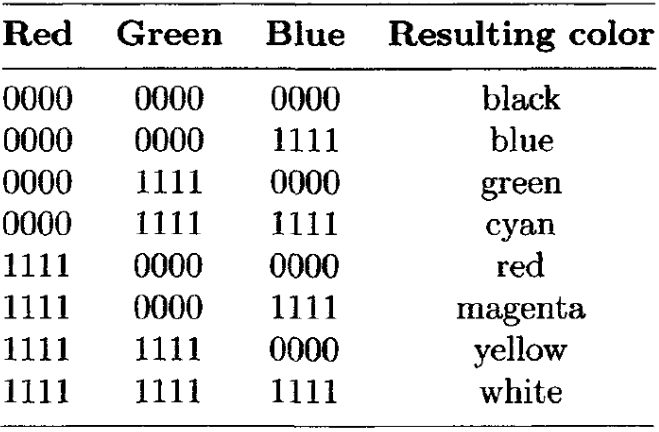 Red Green Blue Resulting color
0000 0000 0000 black
0000 0000 1111 blue
0000 1111 0000 green
0000 1111 1111 cyan
1111 0000 0000 red
1111 0000 1111 magenta
1111 1111 0000 yellow
1111 1111 1111 white